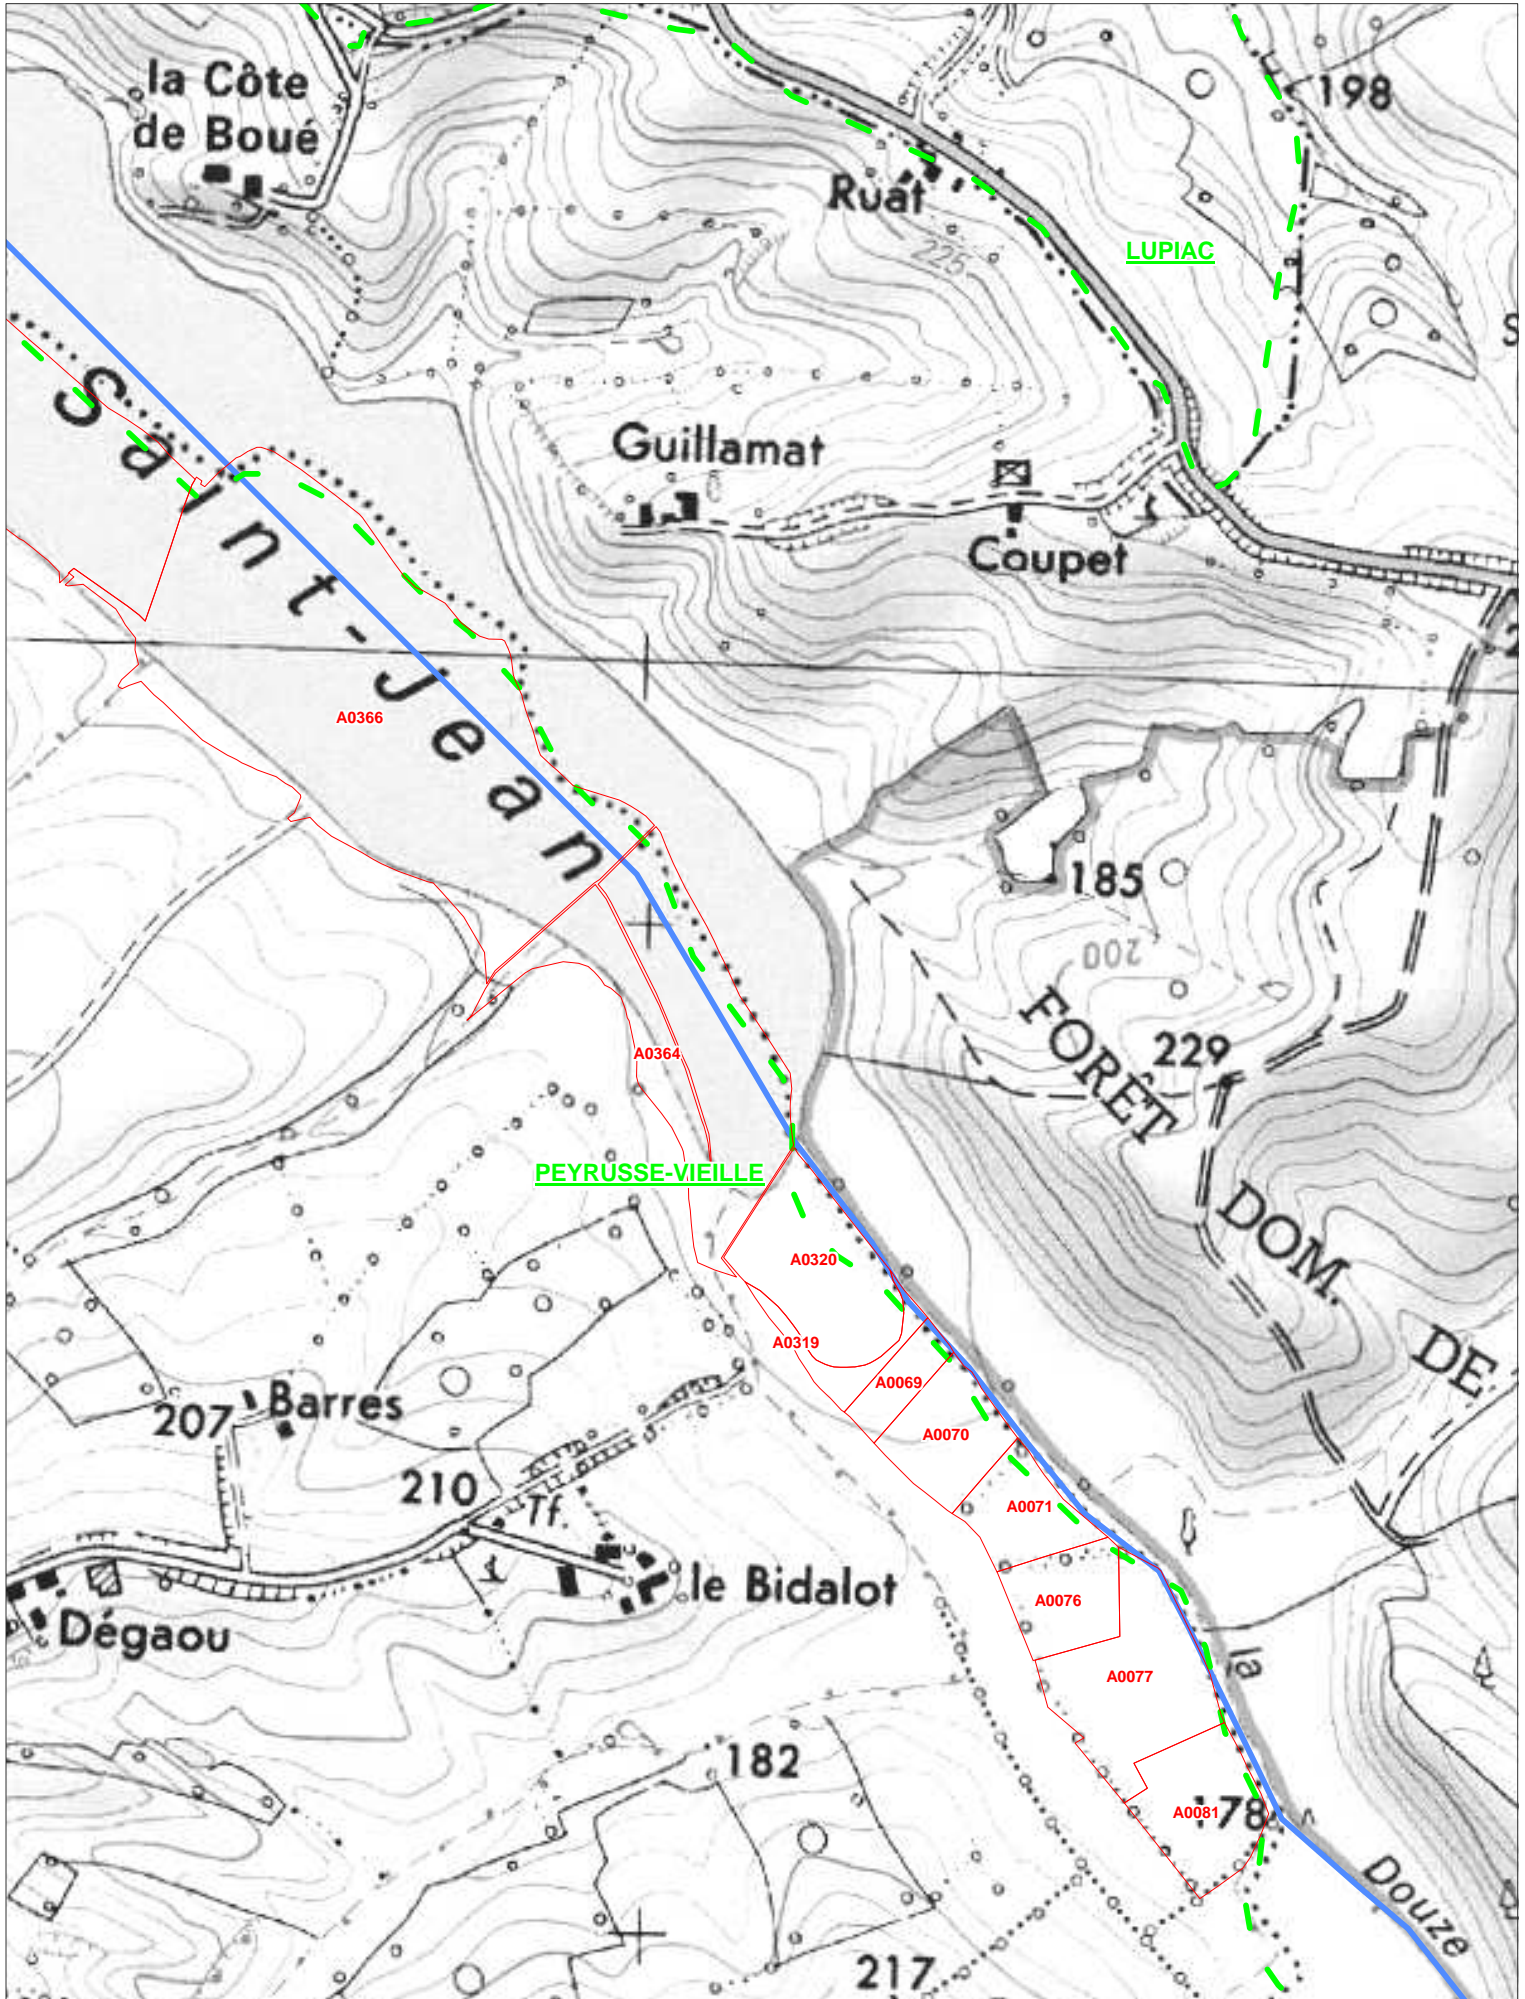 la Côte
de Boué
198
Ruat
225
LUPIAC
Saint-Jean
Guillamat
Coupet
A0366
185
200
FORÊT
DOM.
DE
229
A0364
PEYRUSSE-VIEILLE
A0320
A0319
A0069
A0070
A0071
A0076
A0077
A0081
Barres
207
210
Tf.
le Bidalot
Dégaou
182
178
217
la
Douze